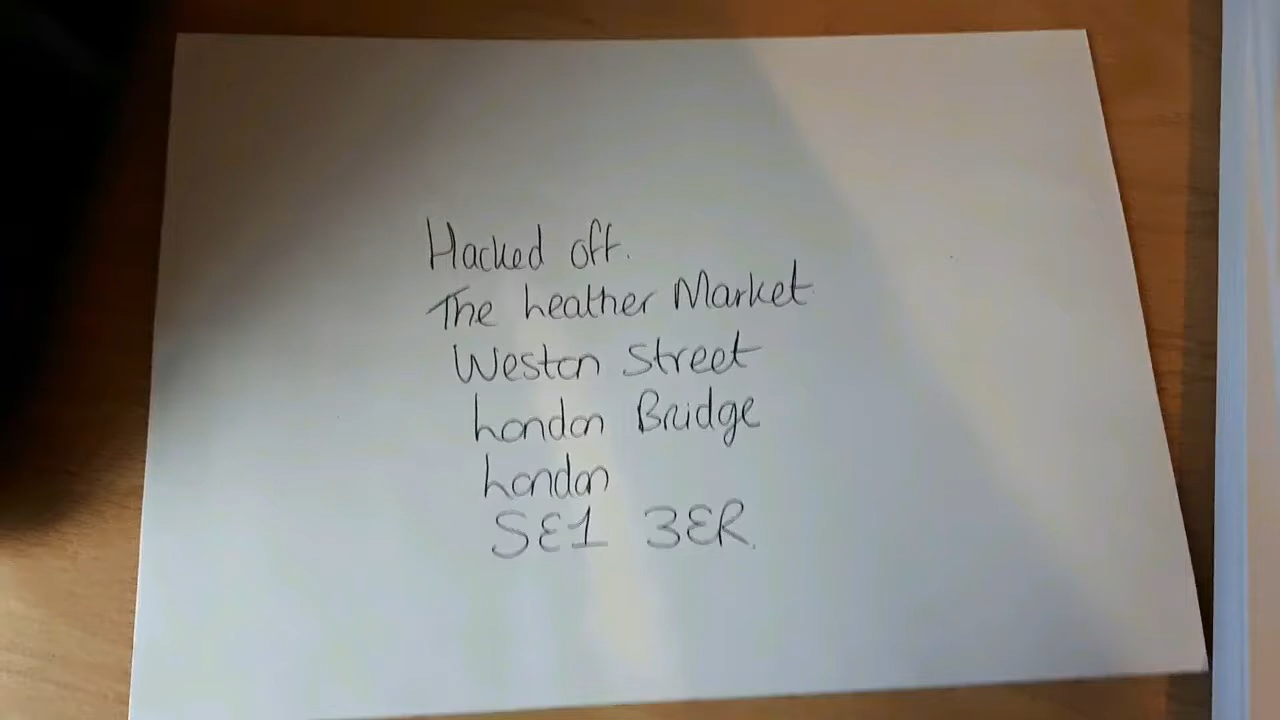 Hacked off.
The Leather Market
Weston Street
London Bridge
London
SE1 3ER.